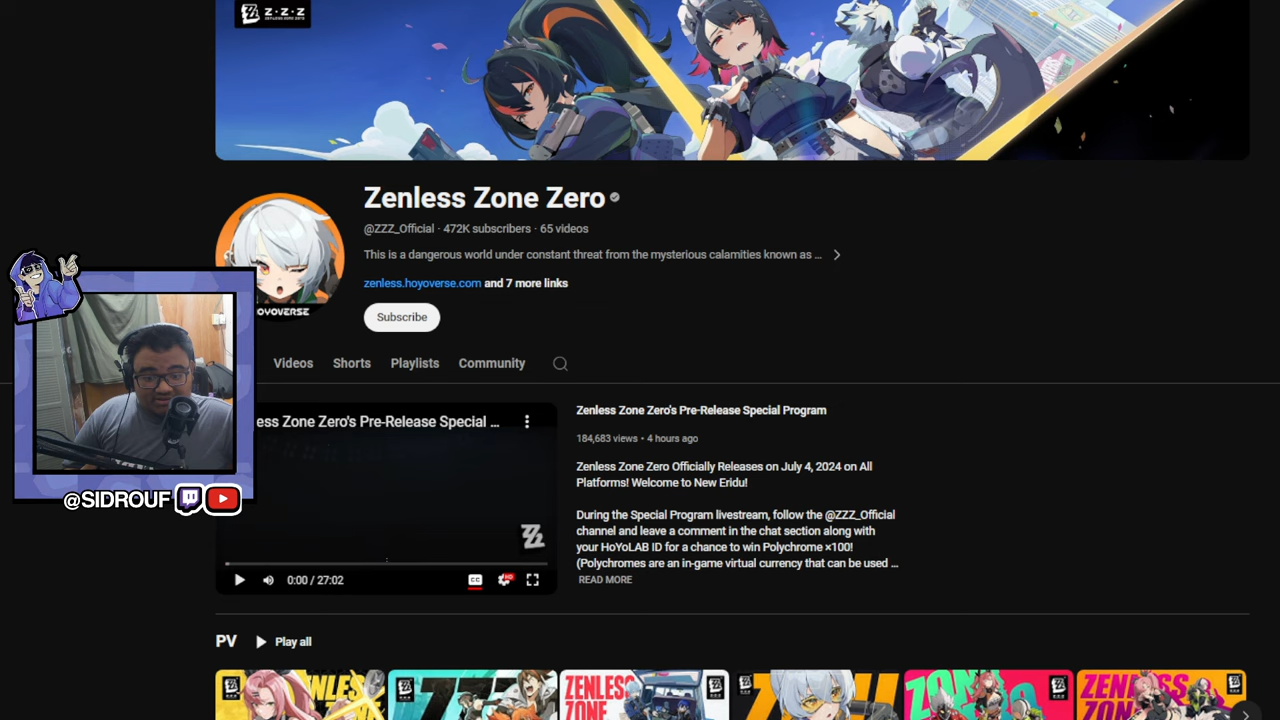 Z·Z·Z
Zenless Zone Zero
@ZZZ_Official · 472K subscribers · 65 videos
This is a dangerous world under constant threat from the mysterious calamities known as ...
zenless.hoyoverse.com and 7 more links
HOYOVERSE
Subscribe
Videos Shorts Playlists Community
ess Zone Zero's Pre-Release Special ...
Zenless Zone Zero's Pre-Release Special Program
184,683 views · 4 hours ago
Zenless Zone Zero Officially Releases on July 4, 2024 on All
Platforms! Welcome to New Eridu!
During the Special Program livestream, follow the @ZZZ_Official
channel and leave a comment in the chat section along with
your HoYoLAB ID for a chance to win Polychrome ×100!
(Polychromes are an in-game virtual currency that can be used ...
READ MORE
@SIDROUF
0:00 / 27:02
CC
HD
PV Play all
ZENLESS
ZONE
ZENLESS